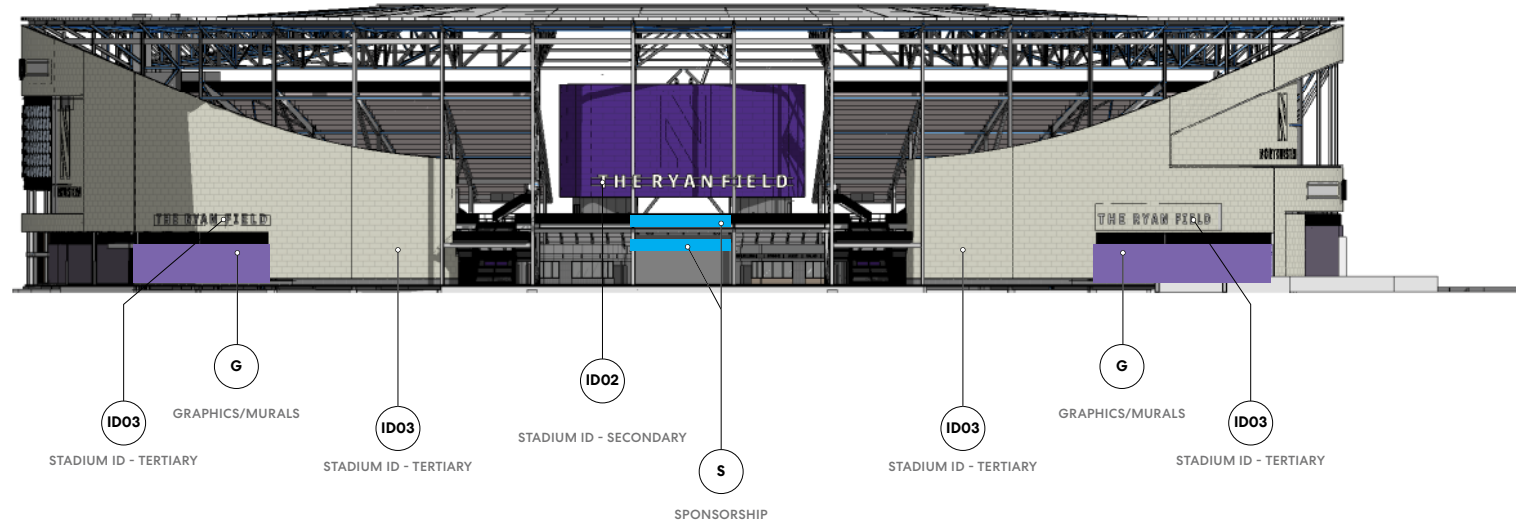 N
THE RYAN FIELD
THE RYAN FIELD
THE RYAN FIELD
G
G
ID02
ID03
GRAPHICS/MURALS
ID03
ID03
GRAPHICS/MURALS
ID03
STADIUM ID - SECONDARY
STADIUM ID - TERTIARY
STADIUM ID - TERTIARY
STADIUM ID - TERTIARY
STADIUM ID - TERTIARY
S
SPONSORSHIP